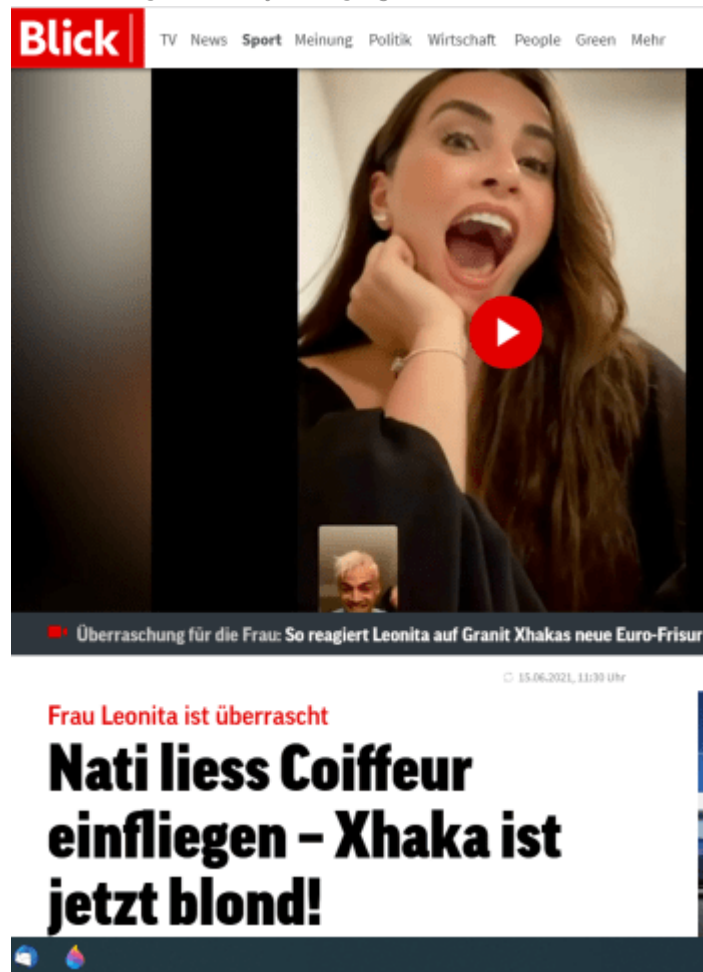 Blick
TV News Sport Meinung Politik Wirtschaft People Green Mehr
Überraschung für die Frau: So reagiert Leonita auf Granit Xhakas neue Euro-Frisur
15.06.2021, 11:30 Uhr
Frau Leonita ist überrascht
Nati liess Coiffeur
einfliegen – Xhaka ist
jetzt blond!